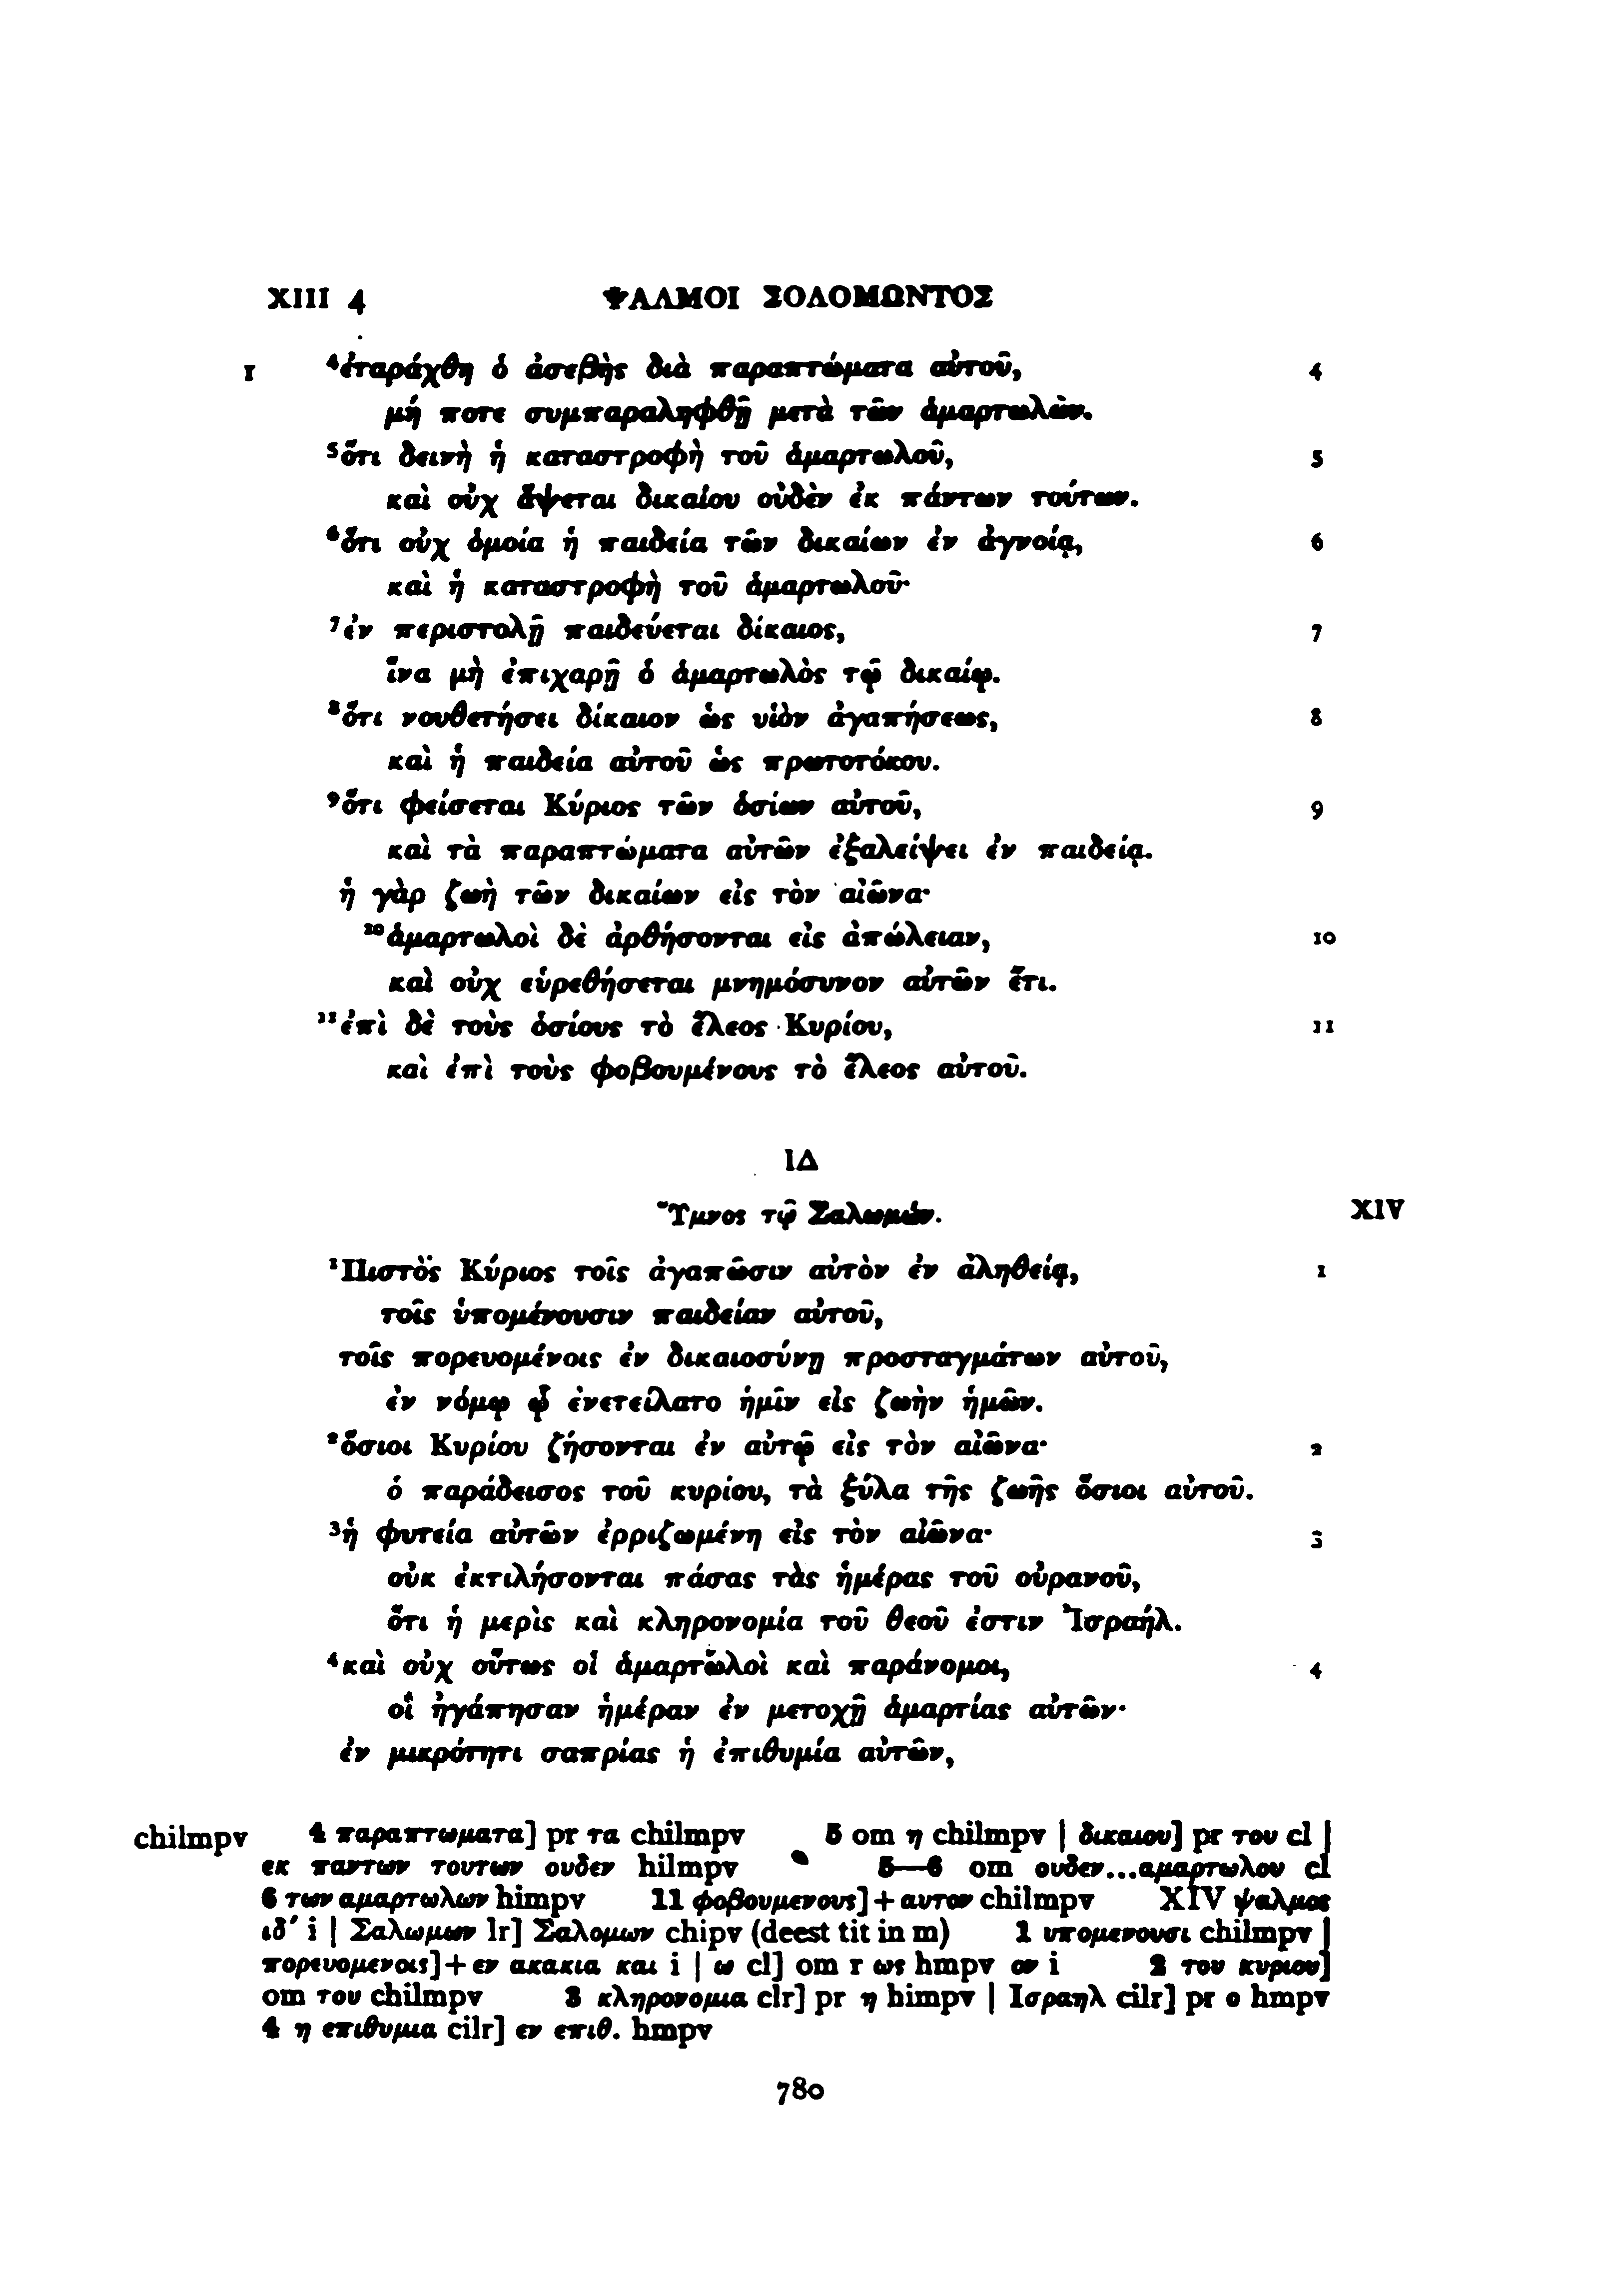 XIII 4 ΨΑΛΜΟΙ ΣΟΛΟΜΩΝΤΟΣ
1 ⁴ἐταράχθη ὁ ἀσεβὴς διὰ παραπτώματα αὐτοῦ, 4
μή ποτε συμπαραληφθῇ μετὰ τῶν ἁμαρτωλῶν.
⁵ὅτι δεινὴ ἡ καταστροφὴ τοῦ ἁμαρτωλοῦ, 5
καὶ οὐχ ἅψεται δικαίου οὐδὲν ἐκ πάντων τούτων.
⁶ὅτι οὐχ ὁμοία ἡ παιδεία τῶν δικαίων ἐν ἀγνοίᾳ, 6
καὶ ἡ καταστροφὴ τοῦ ἁμαρτωλοῦ·
⁷ἐν περιστολῇ παιδεύεται δίκαιος, 7
ἵνα μὴ ἐπιχαρῇ ὁ ἁμαρτωλὸς τῷ δικαίῳ.
⁸ὅτι νουθετήσει δίκαιον ὡς υἱὸν ἀγαπήσεως, 8
καὶ ἡ παιδεία αὐτοῦ ὡς πρωτοτόκου.
⁹ὅτι φείσεται Κύριος τῶν ὁσίων αὐτοῦ, 9
καὶ τὰ παραπτώματα αὐτῶν ἐξαλείψει ἐν παιδείᾳ.
ἡ γὰρ ζωὴ τῶν δικαίων εἰς τὸν αἰῶνα·
¹⁰ἁμαρτωλοὶ δὲ ἀρθήσονται εἰς ἀπώλειαν, 10
καὶ οὐχ εὑρεθήσεται μνημόσυνον αὐτῶν ἔτι.
¹¹ἐπὶ δὲ τοὺς ὁσίους τὸ ἔλεος Κυρίου, 11
καὶ ἐπὶ τοὺς φοβουμένους τὸ ἔλεος αὐτοῦ.
ΙΔ
Ὕμνος τῷ Σαλωμών. XIV
¹Πιστὸς Κύριος τοῖς ἀγαπῶσιν αὐτὸν ἐν ἀληθείᾳ, 1
τοῖς ὑπομένουσιν παιδείαν αὐτοῦ,
τοῖς πορευομένοις ἐν δικαιοσύνῃ προσταγμάτων αὐτοῦ,
ἐν νόμῳ ᾧ ἐνετείλατο ἡμῖν εἰς ζωὴν ἡμῶν.
²ὅσιοι Κυρίου ζήσονται ἐν αὐτῷ εἰς τὸν αἰῶνα· 2
ὁ παράδεισος τοῦ κυρίου, τὰ ξύλα τῆς ζωῆς ὅσιοι αὐτοῦ.
³ἡ φυτεία αὐτῶν ἐρριζωμένη εἰς τὸν αἰῶνα· 3
οὐκ ἐκτιλήσονται πάσας τὰς ἡμέρας τοῦ οὐρανοῦ,
ὅτι ἡ μερὶς καὶ κληρονομία τοῦ θεοῦ ἐστιν Ἰσραήλ.
⁴καὶ οὐχ οὕτως οἱ ἁμαρτωλοὶ καὶ παράνομοι, 4
οἳ ἠγάπησαν ἡμέραν ἐν μετοχῇ ἁμαρτίας αὐτῶν·
ἐν μικρότητι σαπρίας ἡ ἐπιθυμία αὐτῶν,
chilmpv 4 παραπτωματα] pr τα chilmpv 5 om η chilmpv | δικαιου] pr του cl |
εκ παντων τουτων ουδεν hilmpv 5—6 om ουδεν...αμαρτωλου cl
6 των αμαρτωλων himpv 11 φοβουμενους]+αυτον chilmpv XIV ψαλμος
ιδ′ i | Σαλωμων lr] Σαλομων chipv (deest tit in m) 1 υπομενουσι chilmpv |
πορευομενοις]+εν ακακια και i | ω cl] om r ως hmpv ον i 2 του κυριου]
om του chilmpv 3 κληρονομια clr] pr η himpv | Ισραηλ cilr] pr ο hmpv
4 η επιθυμια cilr] εν επιθ. hmpv
780